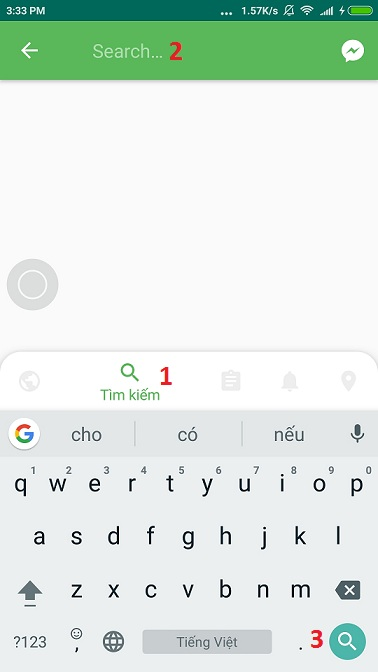 3:33 PM ... 1.57K/s
Search... 2
1
Tìm kiếm
cho có nếu
1 2 3 4 5 6 7 8 9 0
q w e r t y u i o p
a s d f g h j k l
z x c v b n m
?123 , Tiếng Việt . 3